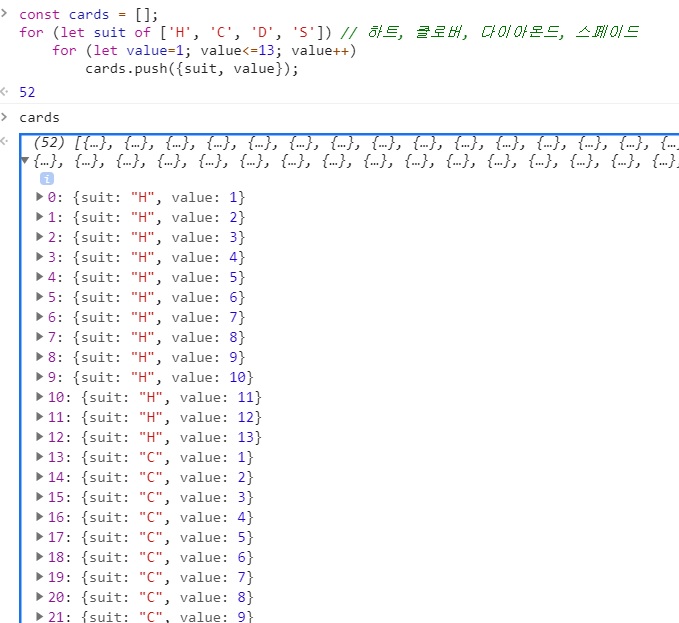 > const cards = [];
for (let suit of ['H', 'C', 'D', 'S']) // 하트, 클로버, 다이아몬드, 스페이드
    for (let value=1; value<=13; value++)
        cards.push({suit, value});
52
> cards
(52) [{…}, {…}, {…}, {…}, {…}, {…}, {…}, {…}, {…}, {…}, {…}, {…}, {…}, {…}, {…},
▼{…}, {…}, {…}, {…}, {…}, {…}, {…}, {…}, {…}, {…}, {…}, {…}, {…}, {…}, {…}, {…}
i
▶0: {suit: "H", value: 1}
▶1: {suit: "H", value: 2}
▶2: {suit: "H", value: 3}
▶3: {suit: "H", value: 4}
▶4: {suit: "H", value: 5}
▶5: {suit: "H", value: 6}
▶6: {suit: "H", value: 7}
▶7: {suit: "H", value: 8}
▶8: {suit: "H", value: 9}
▶9: {suit: "H", value: 10}
▶10: {suit: "H", value: 11}
▶11: {suit: "H", value: 12}
▶12: {suit: "H", value: 13}
▶13: {suit: "C", value: 1}
▶14: {suit: "C", value: 2}
▶15: {suit: "C", value: 3}
▶16: {suit: "C", value: 4}
▶17: {suit: "C", value: 5}
▶18: {suit: "C", value: 6}
▶19: {suit: "C", value: 7}
▶20: {suit: "C", value: 8}
▶21: {suit: "C", value: 9}